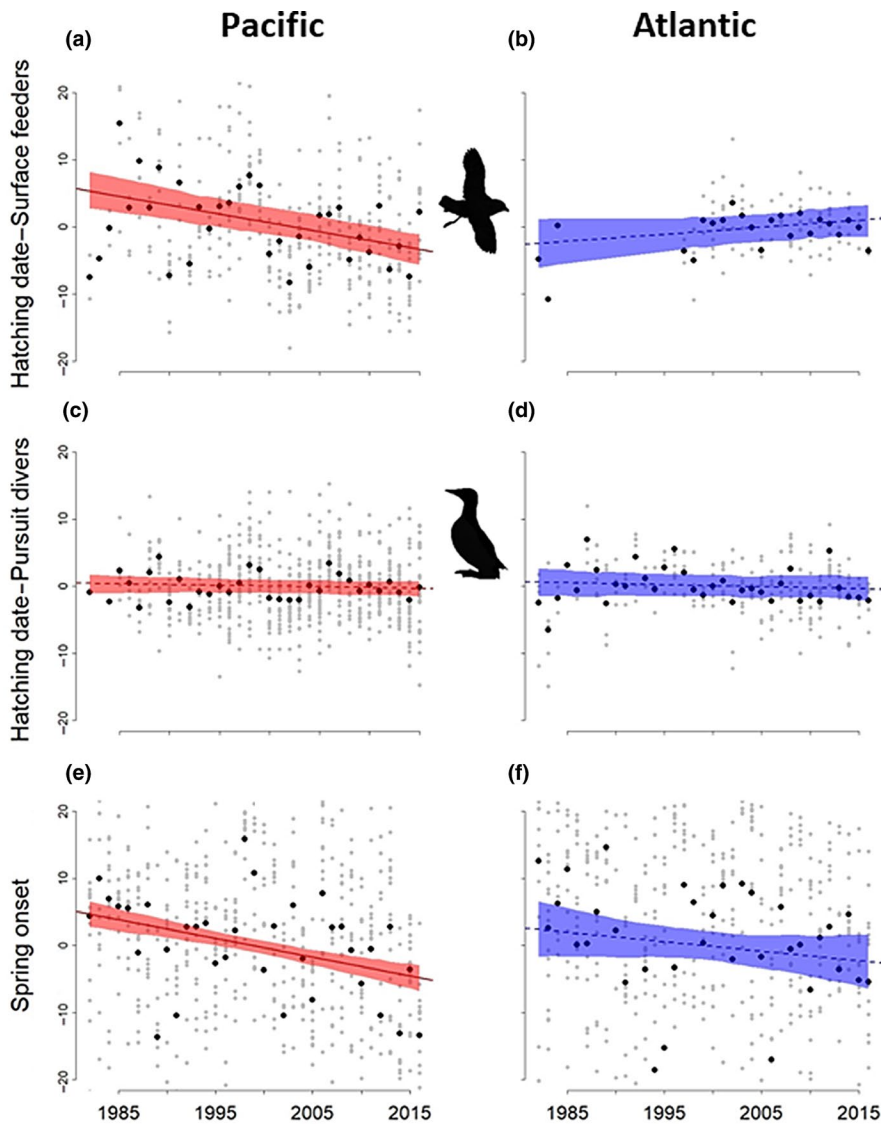 Pacific
Atlantic
(a)
(b)
Hatching date–Surface feeders
20
10
0
−10
−20
(c)
(d)
Hatching date–Pursuit divers
20
10
0
−10
−20
(e)
(f)
Spring onset
20
10
0
−10
−20
1985 1995 2005 2015
1985 1995 2005 2015